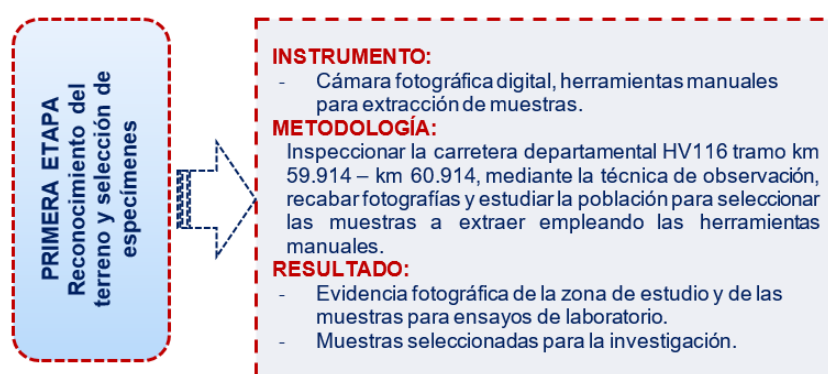 PRIMERA ETAPA
Reconocimiento del
terreno y selección de
especímenes
INSTRUMENTO:
- Cámara fotográfica digital, herramientas manuales
para extracción de muestras.
METODOLOGÍA:
Inspeccionar la carretera departamental HV116 tramo km
59.914 – km 60.914, mediante la técnica de observación,
recabar fotografías y estudiar la población para seleccionar
las muestras a extraer empleando las herramientas
manuales.
RESULTADO:
- Evidencia fotográfica de la zona de estudio y de las
muestras para ensayos de laboratorio.
- Muestras seleccionadas para la investigación.